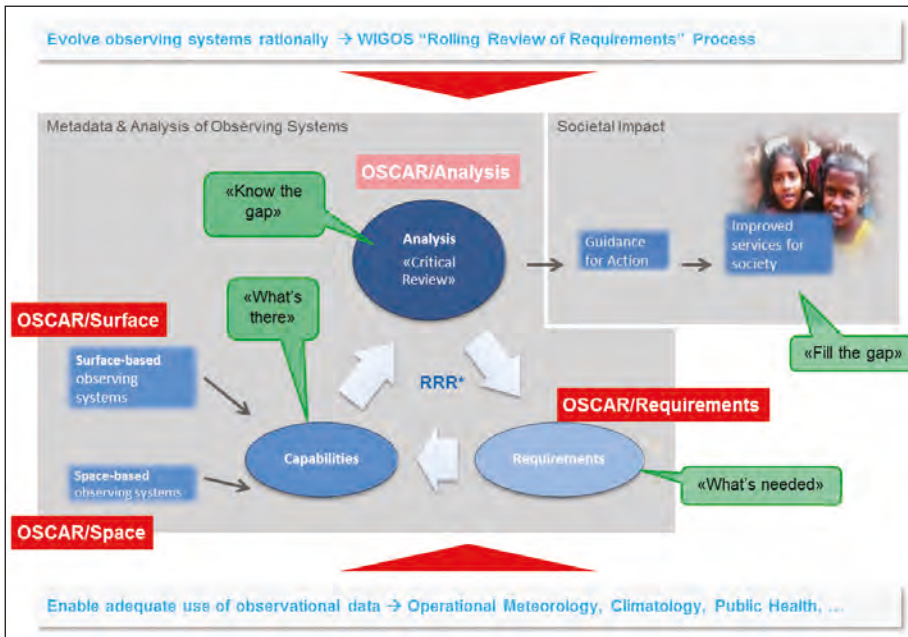 Evolve observing systems rationally → WIGOS “Rolling Review of Requirements” Process
Metadata & Analysis of Observing Systems
Societal Impact
OSCAR/Analysis
«Know the
gap»
Analysis
«Critical
Review»
Guidance
for Action
Improved
services for
society
«What's
there»
OSCAR/Surface
«Fill the gap»
Surface-based
observing
systems
RRR*
OSCAR/Requirements
Capabilities
Requirements
Space-based
observing systems
«What's needed»
OSCAR/Space
Enable adequate use of observational data → Operational Meteorology, Climatology, Public Health, ...